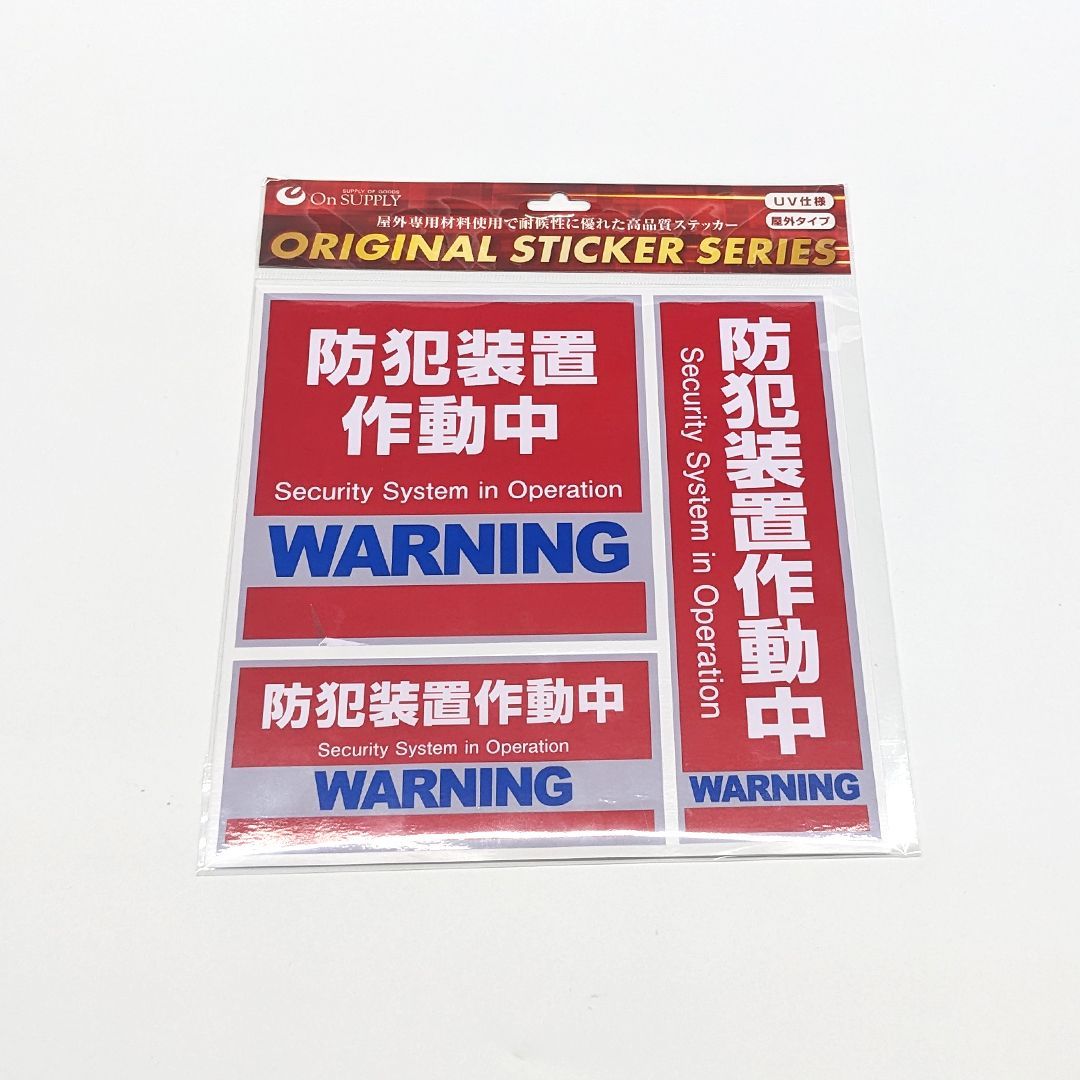 SUPPLY OF GOODS
On SUPPLY
UV仕様
屋外タイプ
屋外専用材料使用で耐候性に優れた高品質ステッカー
ORIGINAL STICKER SERIES
防犯装置
作動中
Security System in Operation
WARNING
防犯装置作動中
Security System in Operation
WARNING
防犯装置作動中
Security System in Operation
WARNING